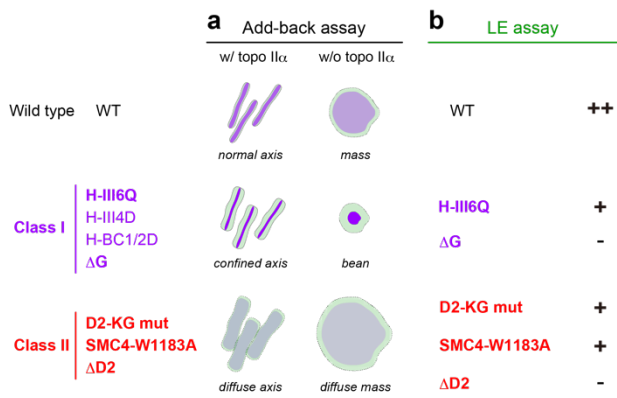 a b
Add-back assay LE assay
w/ topo IIα w/o topo IIα
Wild type WT WT ++
normal axis mass
Class I
H-III6Q H-III6Q +
H-III4D
H-BC1/2D
ΔG ΔG -
confined axis bean
Class II
D2-KG mut D2-KG mut +
SMC4-W1183A SMC4-W1183A +
ΔD2 ΔD2 -
diffuse axis diffuse mass